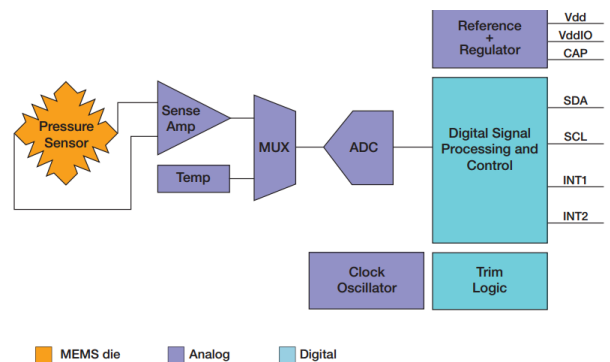 Reference
+
Regulator
Vdd
VddIO
CAP
Pressure
Sensor
Sense
Amp
Temp
MUX
ADC
Digital Signal
Processing and
Control
SDA
SCL
INT1
INT2
Clock
Oscillator
Trim
Logic
MEMS die
Analog
Digital